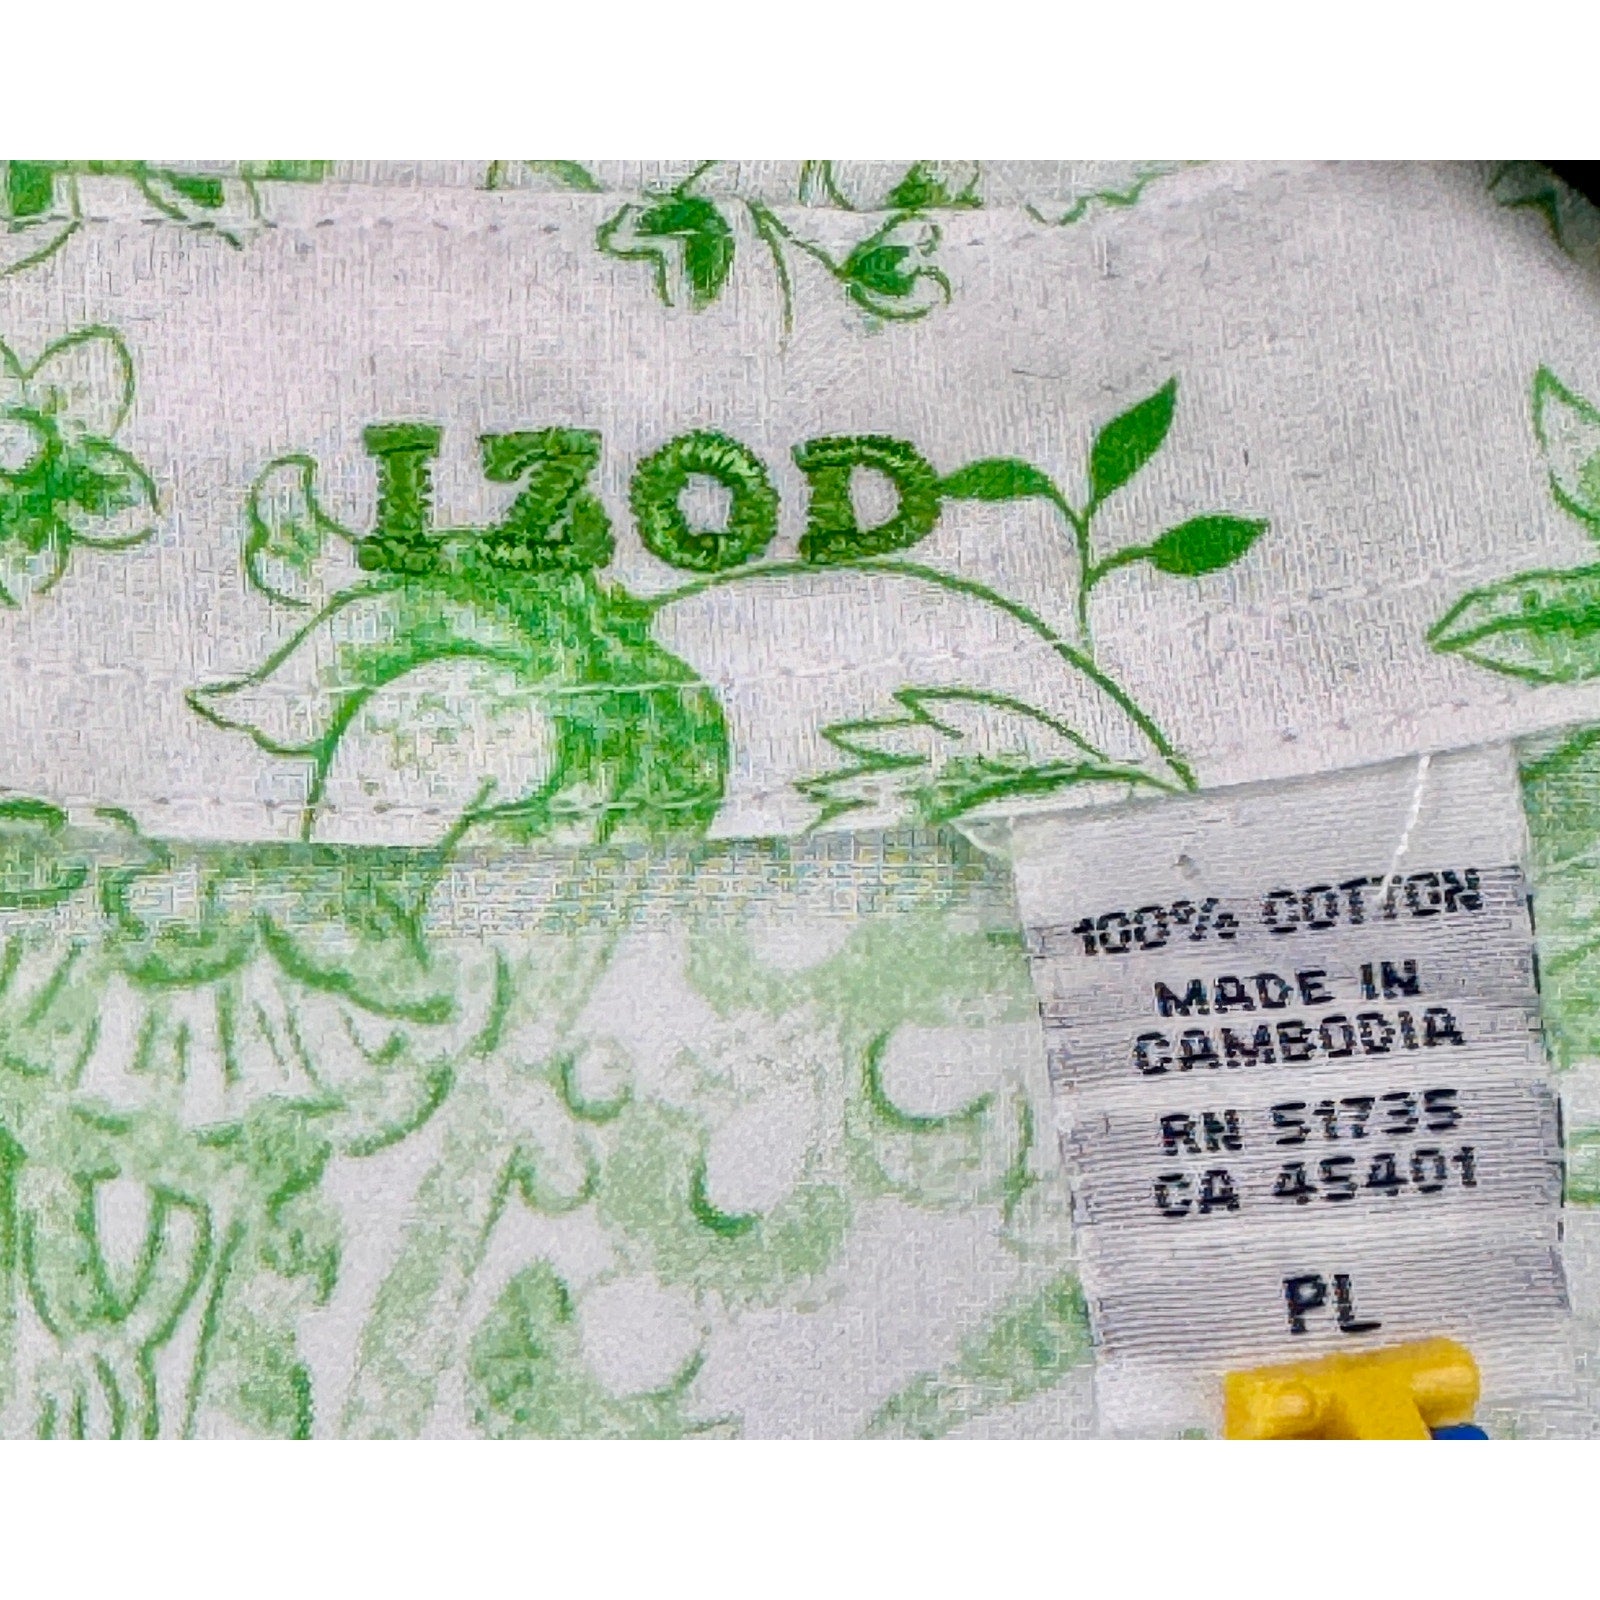 IZOD
100% COTTON
MADE IN
CAMBODIA
RN 51735
CA 45401
PL